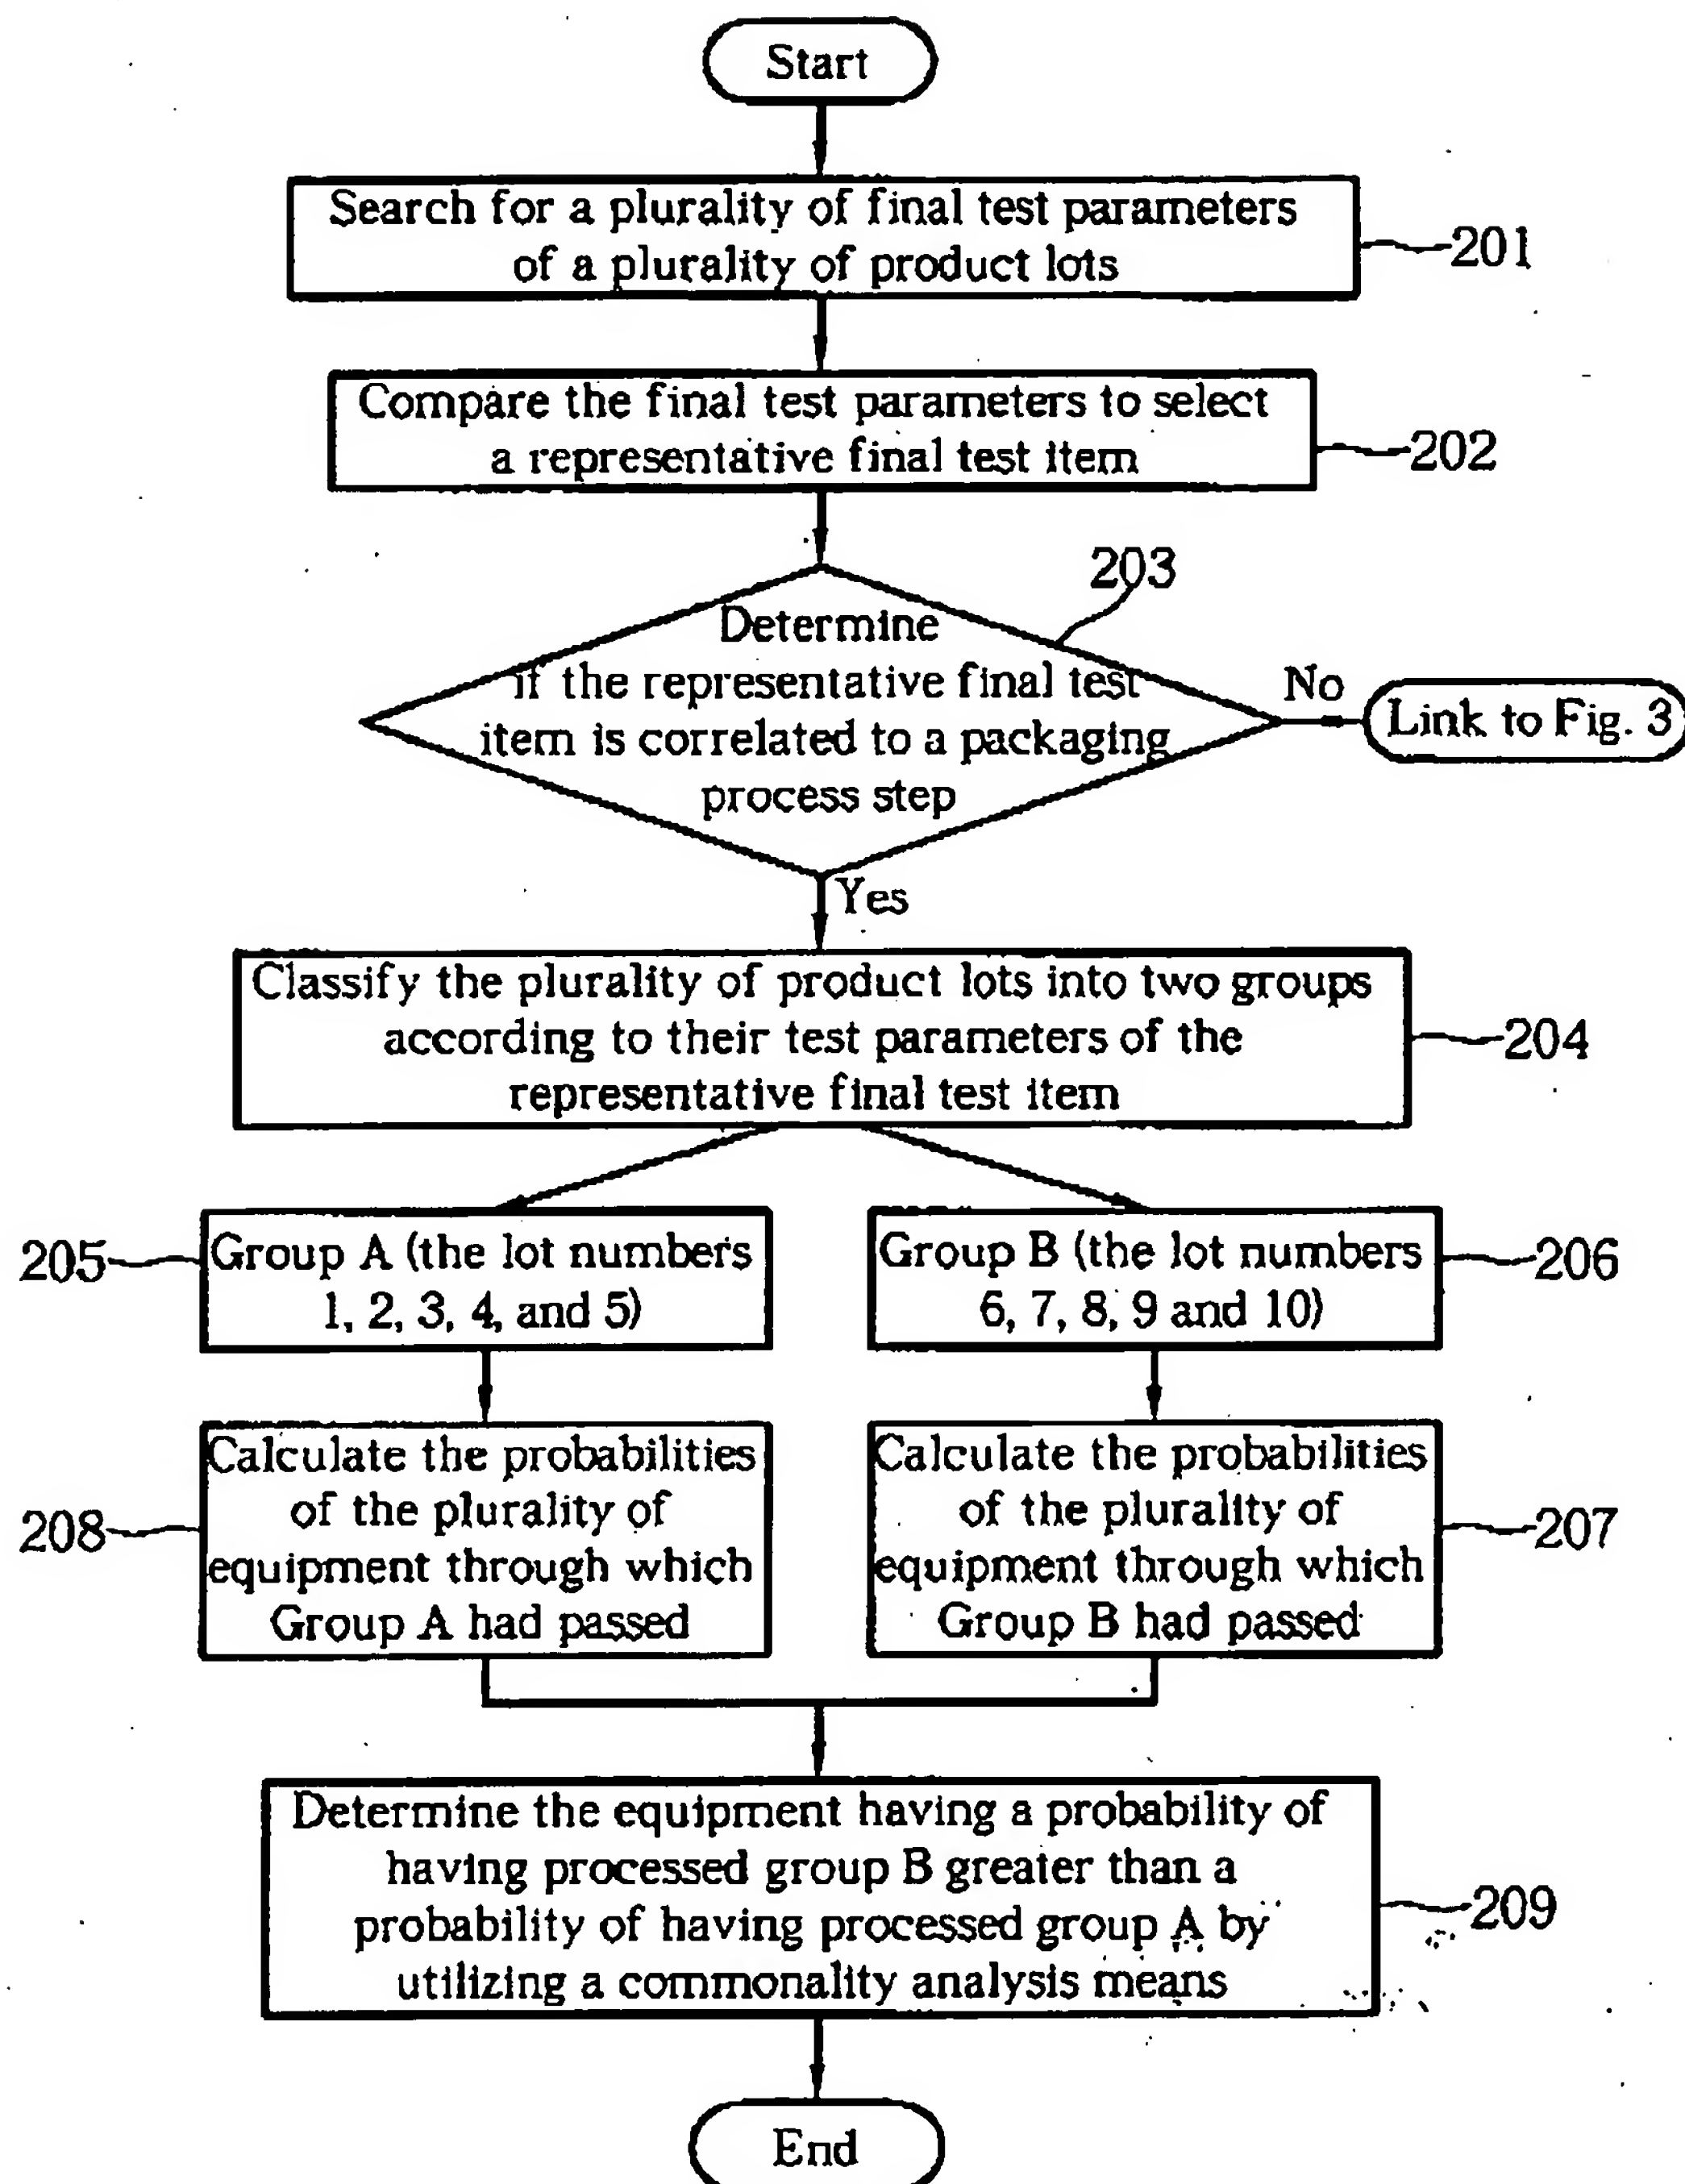 Start
Search for a plurality of final test parameters
of a plurality of product lots
201
Compare the final test parameters to select
a representative final test item
202
203
Determine
if the representative final test
item is correlated to a packaging
process step
No
Link to Fig. 3
Yes
Classify the plurality of product lots into two groups
according to their test parameters of the
representative final test item
204
205
Group A (the lot numbers
1, 2, 3, 4, and 5)
Group B (the lot numbers
6, 7, 8, 9 and 10)
206
208
Calculate the probabilities
of the plurality of
equipment through which
Group A had passed
Calculate the probabilities
of the plurality of
equipment through which
Group B had passed
207
Determine the equipment having a probability of
having processed group B greater than a
probability of having processed group A by
utilizing a commonality analysis means
209
End